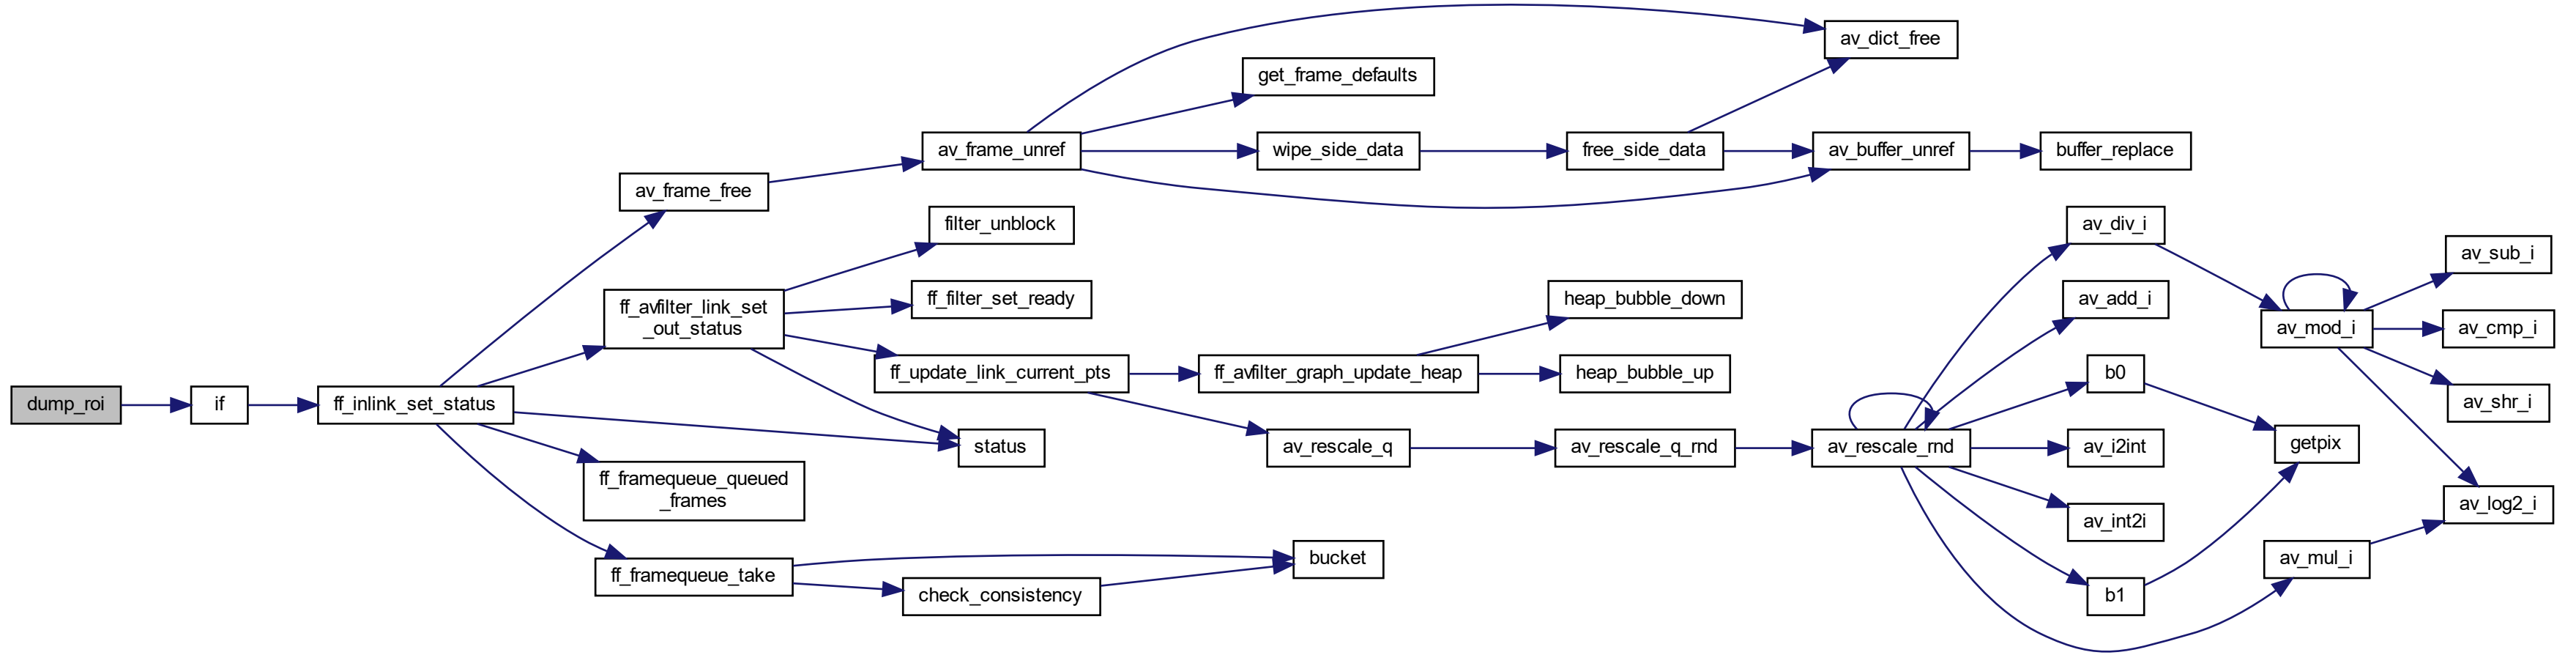 dump_roi
if
ff_inlink_set_status
av_frame_free
ff_avfilter_link_set
_out_status
ff_framequeue_queued
_frames
ff_framequeue_take
av_frame_unref
filter_unblock
ff_filter_set_ready
ff_update_link_current_pts
status
check_consistency
get_frame_defaults
wipe_side_data
ff_avfilter_graph_update_heap
av_rescale_q
bucket
free_side_data
heap_bubble_down
heap_bubble_up
av_rescale_q_rnd
av_dict_free
av_buffer_unref
av_rescale_rnd
buffer_replace
av_div_i
av_add_i
b0
av_i2int
av_int2i
b1
av_mod_i
getpix
av_mul_i
av_sub_i
av_cmp_i
av_shr_i
av_log2_i